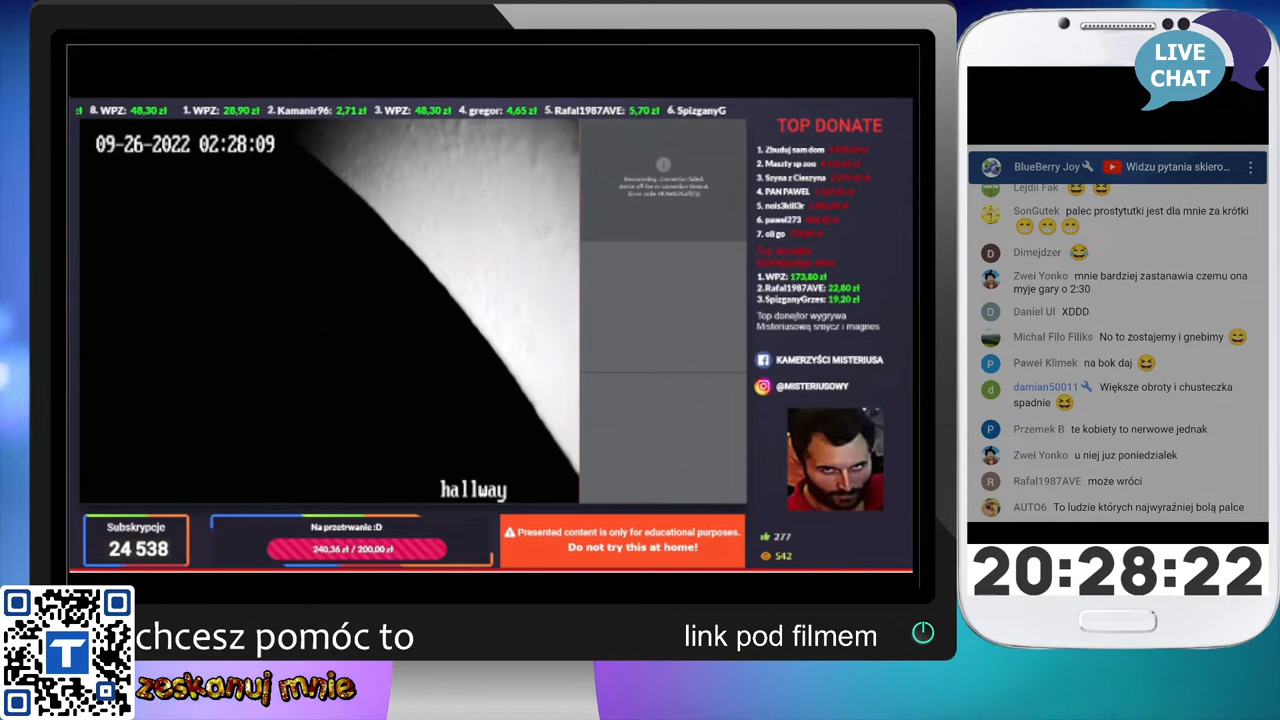 8. WPZ: 48,30 zł 1. WPZ: 28,90 zł 2. Kamanir96: 2,71 zł 3. WPZ: 48,30 zł 4. gregor: 4,65 zł 5. Rafal1987AVE: 5,70 zł 6. SpizganyG
09-26-2022 02:28:09
hallway
TOP DONATE
1. Zbuduj sam dom
2. Maszty sp zoo
3. Szyna z Cieszyna
4. PAN PAWEL
5. nois3kill3r
6. pawel273
7. oli go
Top donejto
1.WPZ: 173,80 zł
2.Rafal1987AVE: 22,80 zł
3.SpizganyGrzes: 19,20 zł
Top donejtor wygrywa
Misteriusową smycz i magnes
KAMERZYŚCI MISTERIUSA
@MISTERIUSOWY
277
542
Subskrypcje
24 538
Na przetrwanie :D
240,36 zł / 200,00 zł
Presented content is only for educational purposes.
Do not try this at home!
chcesz pomóc to
link pod filmem
T
zeskanuj mnie
LIVE
CHAT
BlueBerry Joy Widzu pytania skiero...
Lejdii Fak
SonGutek palec prostytutki jest dla mnie za krótki
D Dimejdzer
Zwei Yonko mnie bardziej zastanawia czemu ona
myje gary o 2:30
D Daniel Ul XDDD
Michał Filo Filiks No to zostajemy i gnebimy
P Paweł Klimek na bok daj
d damian50011 Większe obroty i chusteczka
spadnie
P Przemek B te kobiety to nerwowe jednak
Zwei Yonko u niej juz poniedzialek
R Rafal1987AVE może wróci
AUTO6 To ludzie których najwyraźniej bolą palce
20:28:22